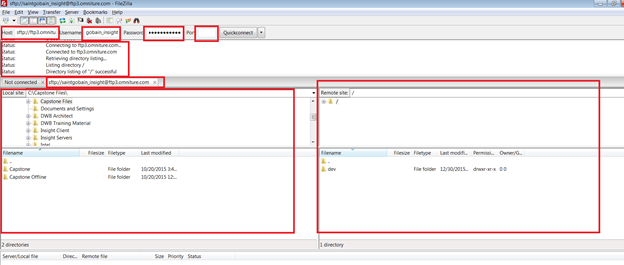 sftp://saintgobain_insight@ftp3.omniture.com - FileZilla
File Edit View Transfer Server Bookmarks Help
Host: sftp://ftp3.omnitu Username: gobain_insight Password: ●●●●●●●●●●● Port: Quickconnect
Status: Connecting to ftp3.omniture.com...
Status: Connected to ftp3.omniture.com
Status: Retrieving directory listing...
Status: Listing directory /
Status: Directory listing of "/" successful
Not connected × sftp://saintgobain_insight@ftp3.omniture.com ×
Local site: C:\Capstone Files\
Remote site: /
Capstone Files
/
Documents and Settings
DWB Architect
DWB Training Material
Insight Client
Insight Servers
Intel
Filename Filesize Filetype Last modified
Filename Filesize Filetype Last modifi... Permissi... Owner/G...
..
..
Capstone File folder 10/20/2015 3:4...
dev File folder 12/30/2015... drwxr-xr-x 0 0
Capstone Offline File folder 10/20/2015 12:...
2 directories
1 directory
Server/Local file Direc... Remote file Size Priority Status